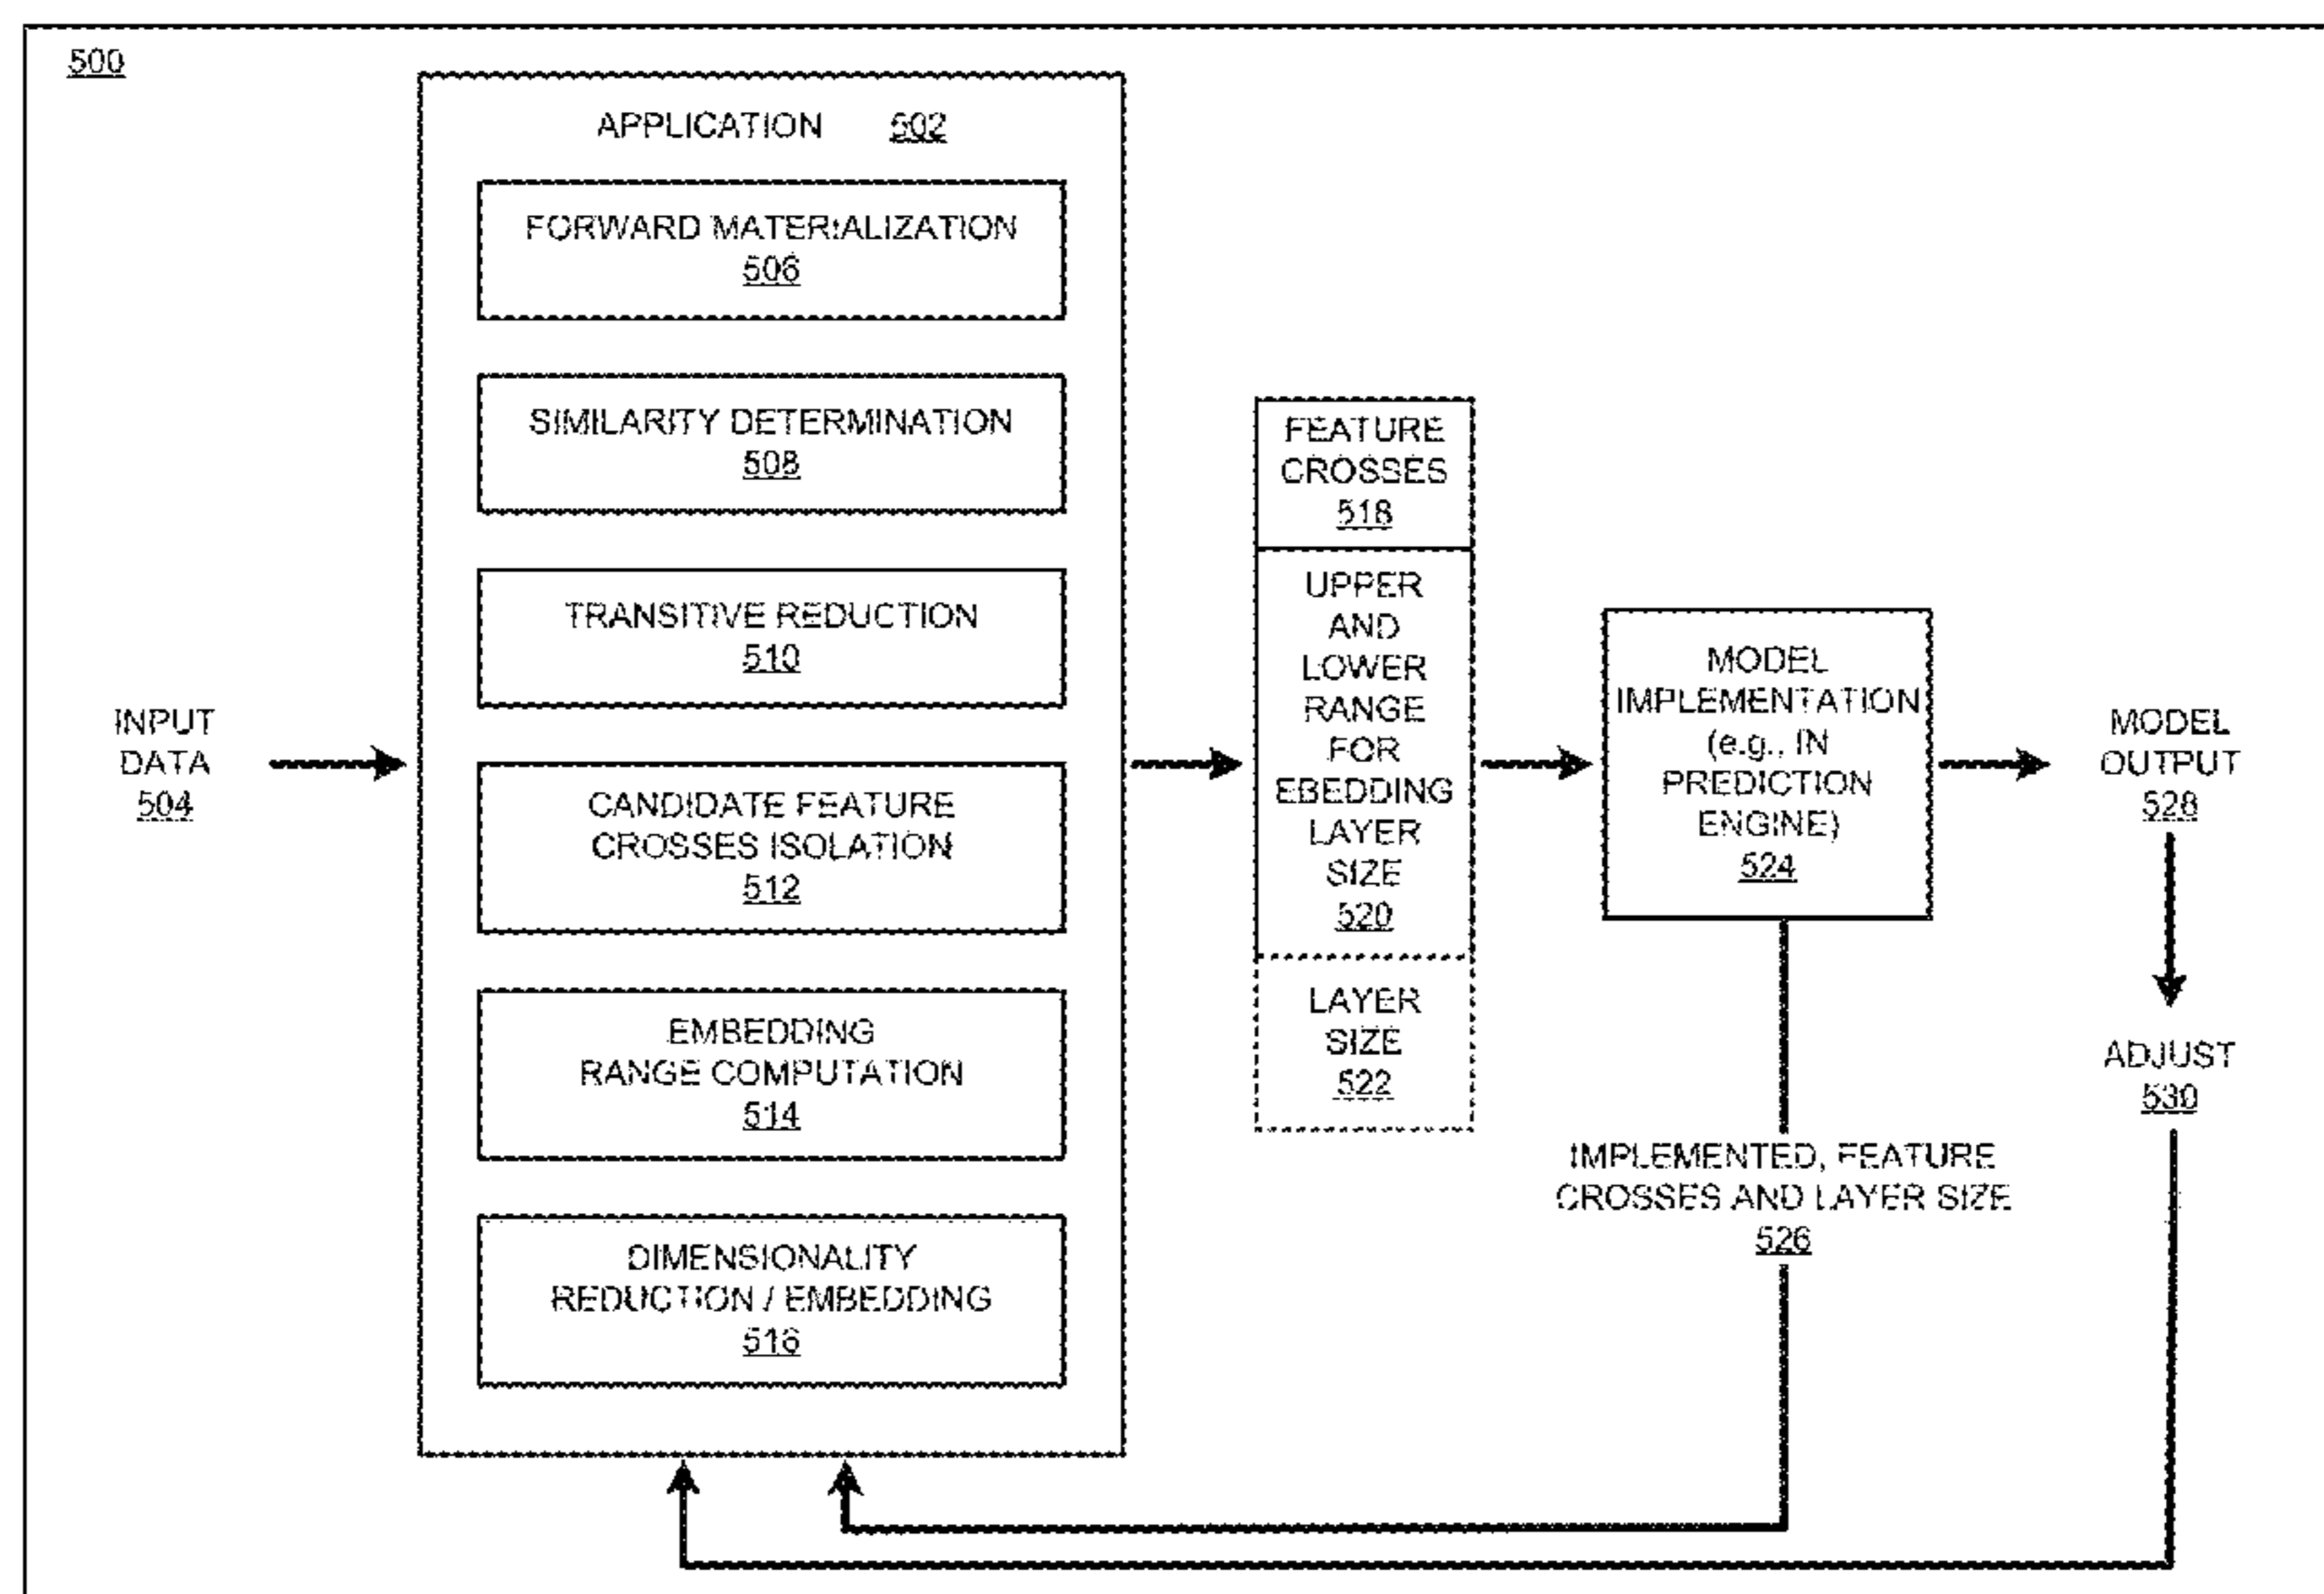 500
APPLICATION 502
FORWARD MATERIALIZATION
506
SIMILARITY DETERMINATION
508
TRANSITIVE REDUCTION
510
INPUT
DATA
504
CANDIDATE FEATURE
CROSSES ISOLATION
512
EMBEDDING
RANGE COMPUTATION
514
DIMENSIONALITY
REDUCTION / EMBEDDING
516
FEATURE
CROSSES
518
UPPER
AND
LOWER
RANGE
FOR
EBEDDING
LAYER
SIZE
520
LAYER
SIZE
522
MODEL
IMPLEMENTATION
(e.g., IN
PREDICTION
ENGINE)
524
IMPLEMENTED, FEATURE
CROSSES AND LAYER SIZE
526
MODEL
OUTPUT
528
ADJUST
530